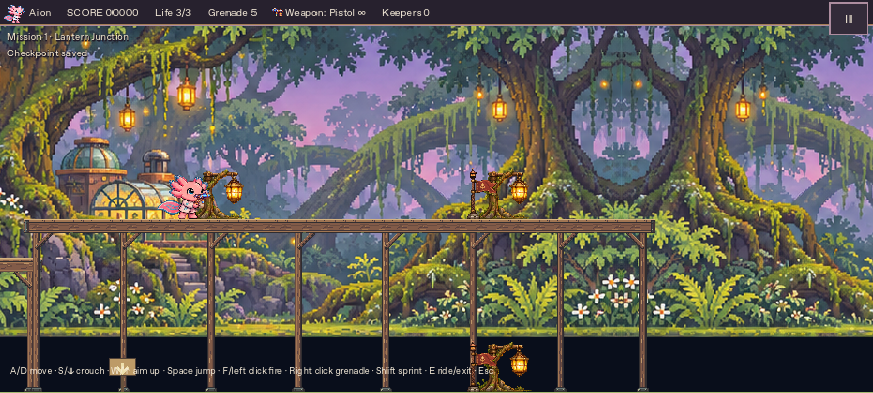 Aion SCORE 00000 Life 3/3 Grenade 5 Weapon: Pistol ∞ Keepers 0
Mission 1 · Lantern Junction
Checkpoint saved
A/D move · S/↓ crouch · aim up · Space jump · F/left click fire · Right click grenade · Shift sprint · E ride/exit · Esc